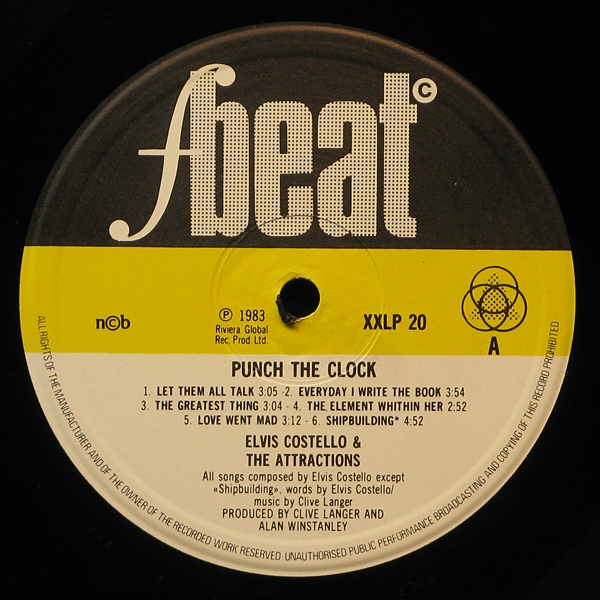 fbeat ©
n©b
℗ 1983
Riviera Global
Rec. Prod. Ltd.
XXLP 20
A
PUNCH THE CLOCK
1. LET THEM ALL TALK 3:05 -2. EVERYDAY I WRITE THE BOOK 3:54
3. THE GREATEST THING 3:04 - 4. THE ELEMENT WHITHIN HER 2:52
5. LOVE WENT MAD 3:12 - 6. SHIPBUILDING* 4:52
ELVIS COSTELLO &
THE ATTRACTIONS
All songs composed by Elvis Costello except
«Shipbuilding», words by Elvis Costello/
music by Clive Langer
PRODUCED BY CLIVE LANGER AND
ALAN WINSTANLEY
ALL RIGHTS OF THE MANUFACTURER AND OF THE OWNER OF THE RECORDED WORK RESERVED UNAUTHORISED PUBLIC PERFORMANCE BROADCASTING AND COPYING OF THIS RECORD PROHIBITED